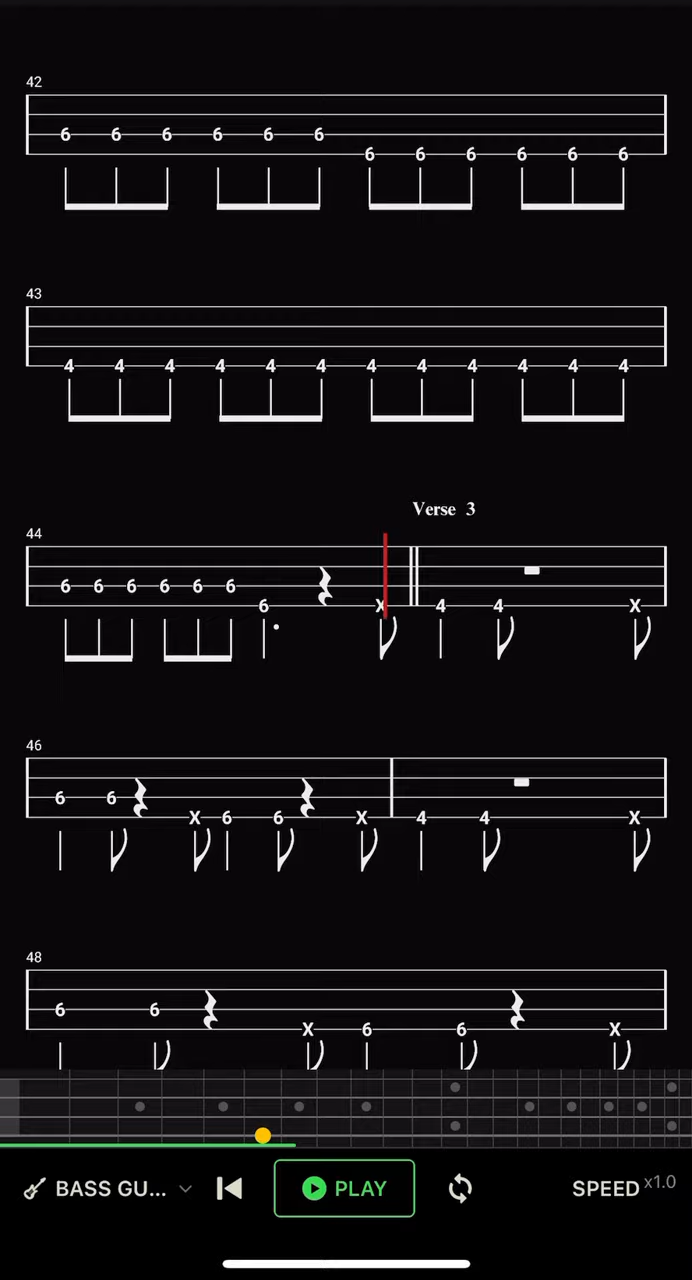 42
6 6 6 6 6 6
6 6 6 6 6 6
43
4 4 4 4 4 4 4 4 4 4 4 4
Verse 3
44
6 6 6 6 6 6
6 X 4 4 X
46
6 6
X 6 6 X 4 4 X
48
6 6
X 6 6 X
BASS GU... PLAY SPEED x1.0